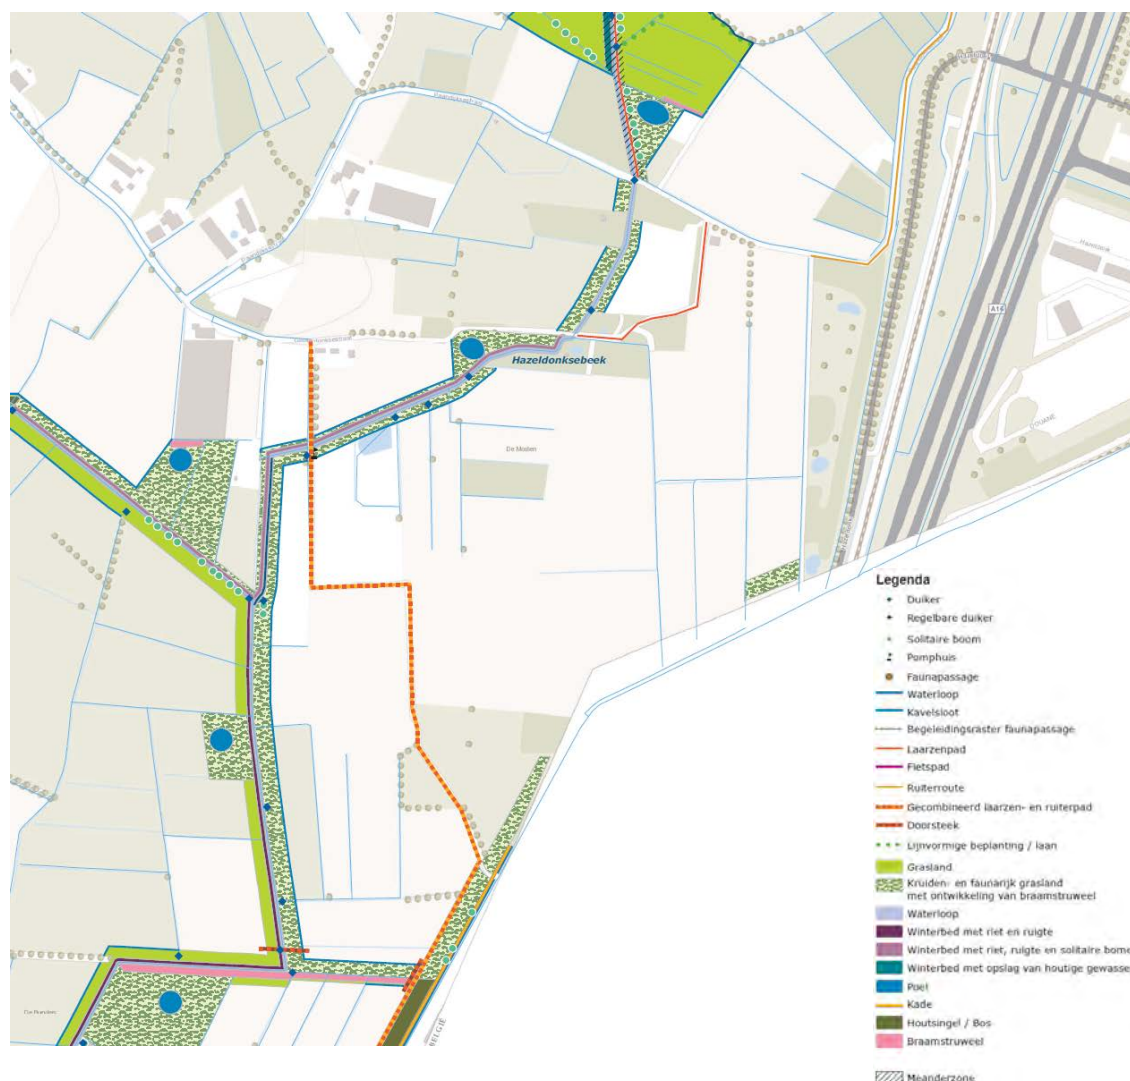 A16
Hazeldonksebeek
De Maden
DOUANE
BELGIË
Legenda
Duiker
Regelbare duiker
Solitaire boom
Pomphuis
Faunapassage
Waterloop
Kavelsloot
Begeleidingsraster faunapassage
Laarzenpad
Fietspad
Ruiterroute
Gecombineerd laarzen- en ruiterpad
Doorsteek
Lijnvormige beplanting / laan
Grasland
Kruiden- en faunarijk grasland
met ontwikkeling van braamstruweel
Waterloop
Winterbed met riet en ruigte
Winterbed met riet, ruigte en solitaire bome
Winterbed met opslag van houtige gewasse
Poel
Kade
Houtsingel / Bos
Braamstruweel
Meanderzone